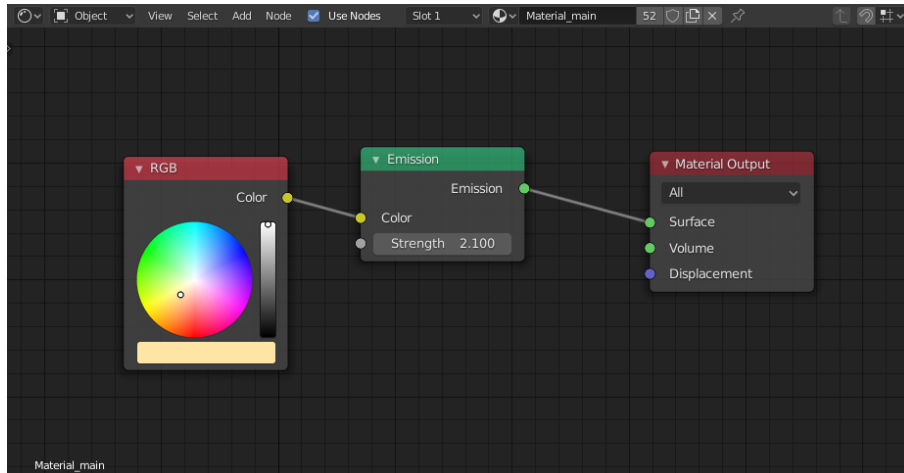 Object View Select Add Node Use Nodes Slot 1 Material_main 52
RGB
Color
Emission
Emission
Color
Strength 2.100
Material Output
All
Surface
Volume
Displacement
Material_main